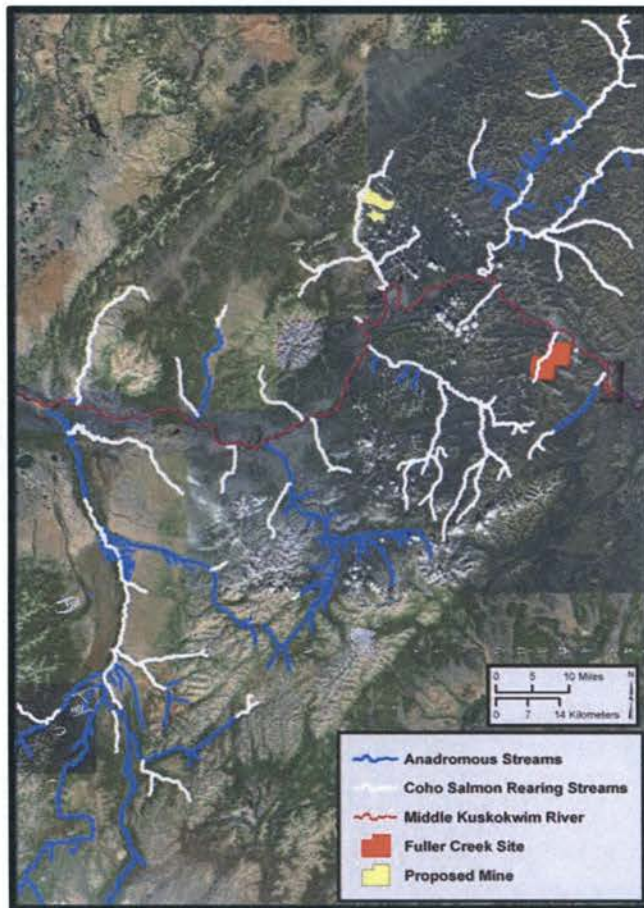 0 5 10 Miles
0 7 14 Kilometers
N
Anadromous Streams
Coho Salmon Rearing Streams
Middle Kuskokwim River
Fuller Creek Site
Proposed Mine